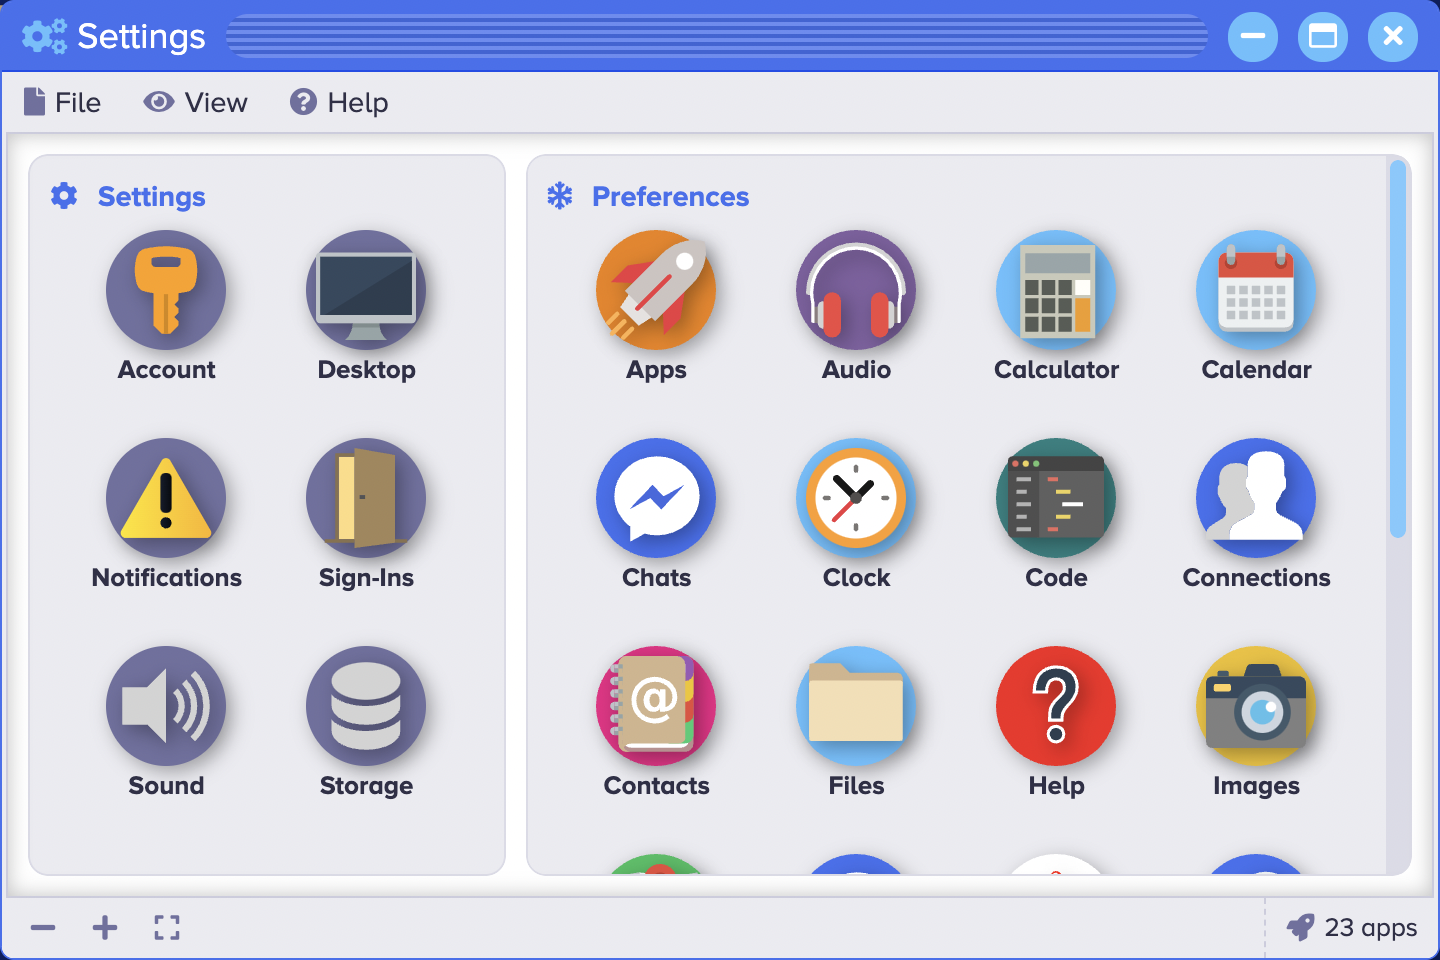 Settings
File View Help
Settings
Account Desktop
Notifications Sign-Ins
Sound Storage
Preferences
Apps Audio Calculator Calendar
Chats Clock Code Connections
Contacts Files Help Images
23 apps